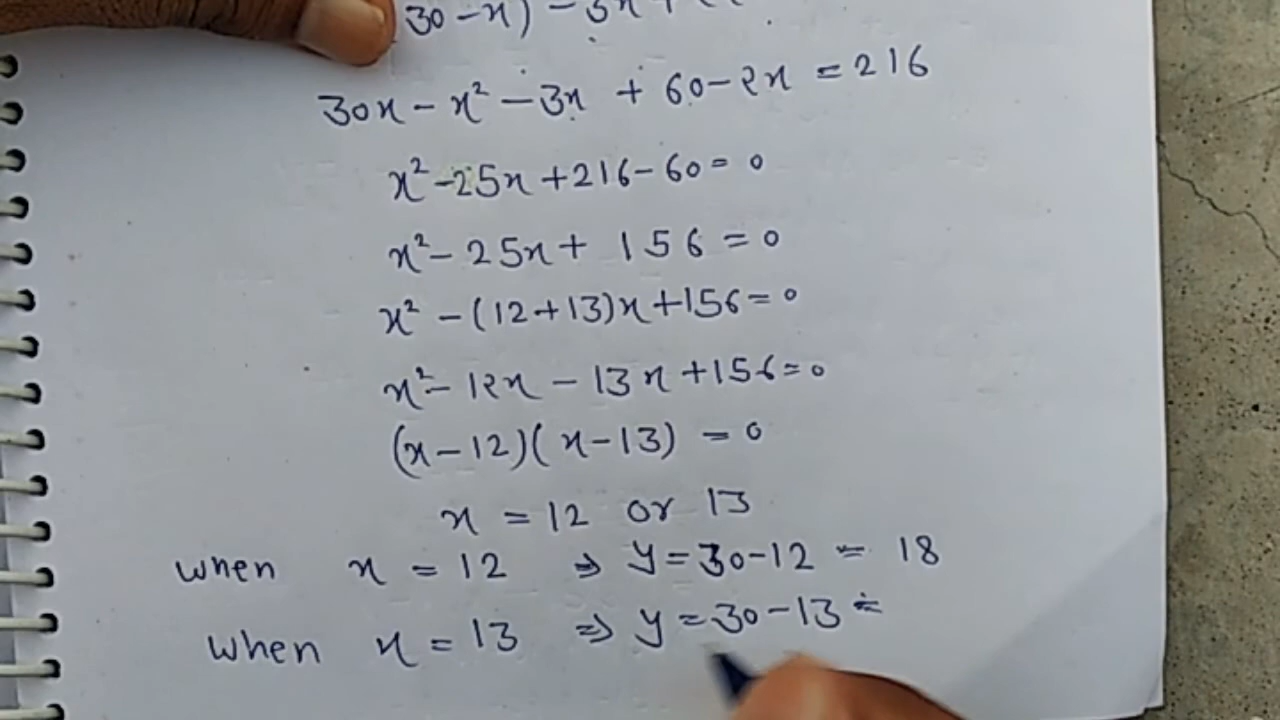 30-x) - 3x +
30x - x² - 3x + 60 - 2x = 216
x² - 25x + 216 - 60 = 0
x² - 25x + 156 = 0
x² - (12+13)x + 156 = 0
x² - 12x - 13x + 156 = 0
(x-12)(x-13) = 0
x = 12 or 13
when x = 12 ⇒ y = 30-12 = 18
when x = 13 ⇒ y = 30-13 =